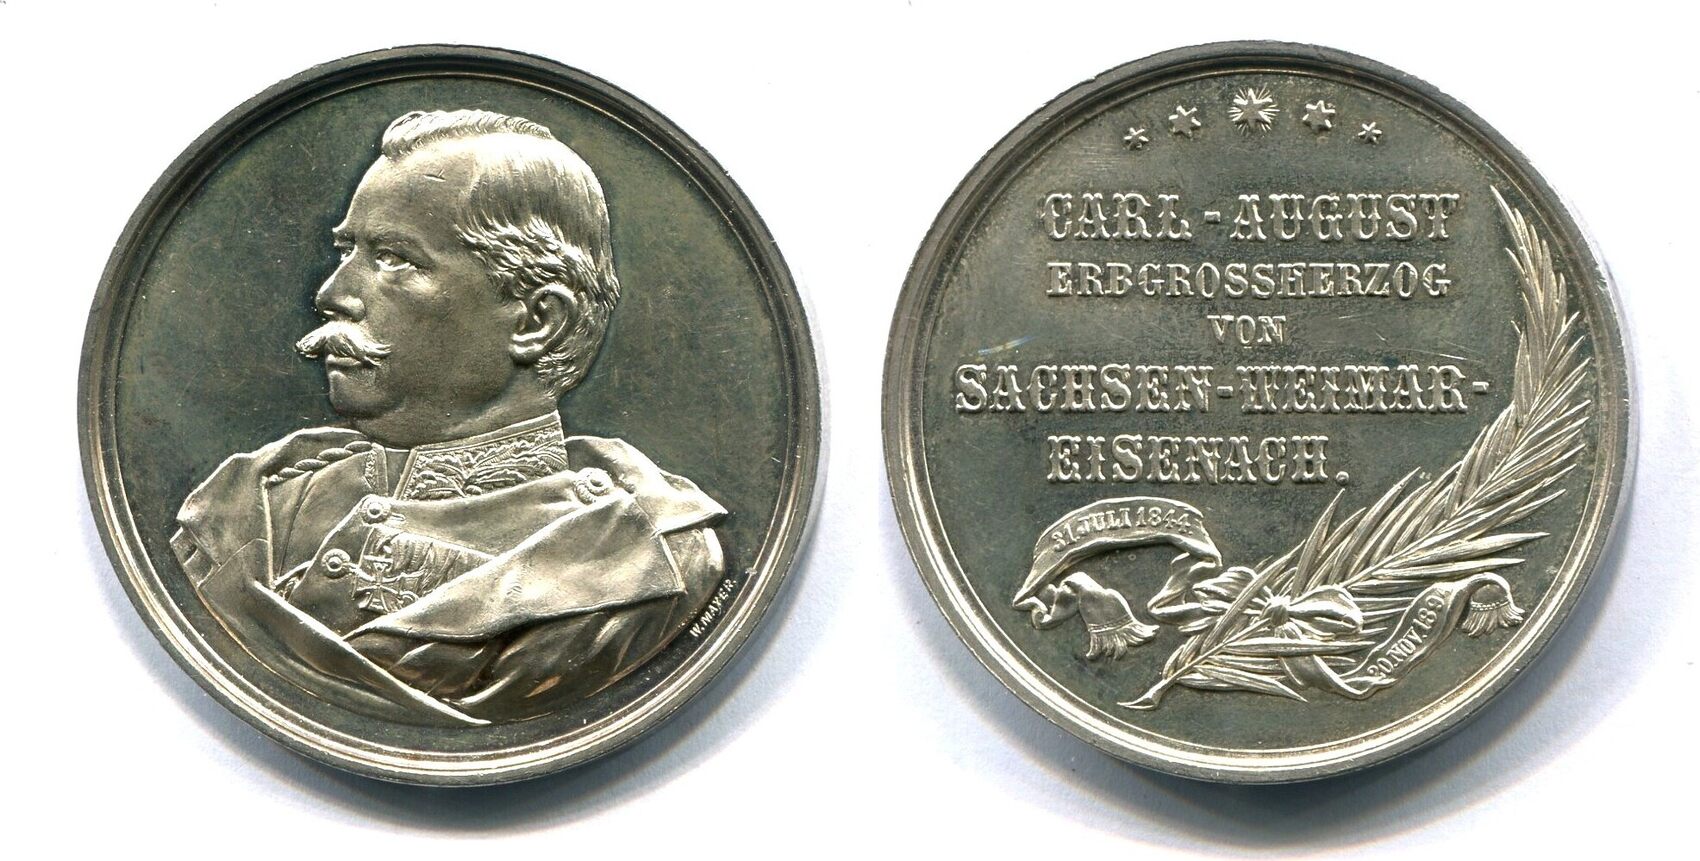 W. MAYER.
CARL-AUGUST
ERBGROSSHERZOG
VON
SACHSEN-WEIMAR-
EISENACH.
31. JULI 1844
20. NOV. 1894